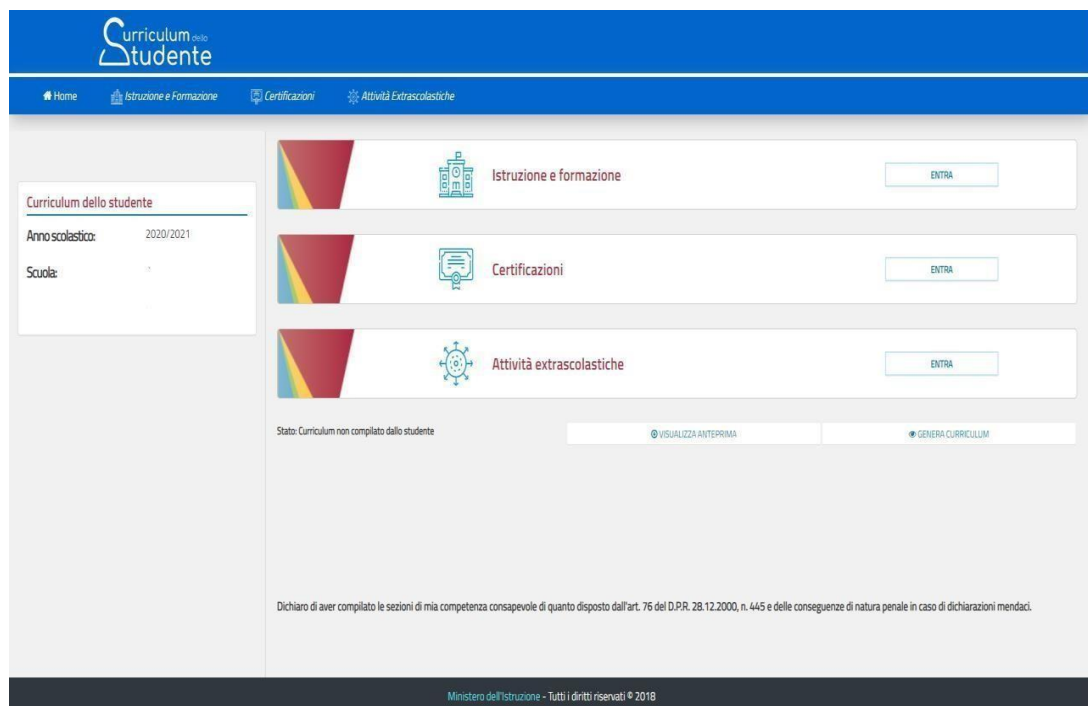 Curriculum dello
Studente
Home Istruzione e Formazione Certificazioni Attività Extrascolastiche
Curriculum dello studente
Anno scolastico: 2020/2021
Scuola:
Istruzione e formazione ENTRA
Certificazioni ENTRA
Attività extrascolastiche ENTRA
Stato: Curriculum non compilato dallo studente VISUALIZZA ANTEPRIMA GENERA CURRICULUM
Dichiaro di aver compilato le sezioni di mia competenza consapevole di quanto disposto dall'art. 76 del D.P.R. 28.12.2000, n. 445 e delle conseguenze di natura penale in caso di dichiarazioni mendaci.
Ministero dell'Istruzione - Tutti i diritti riservati © 2018